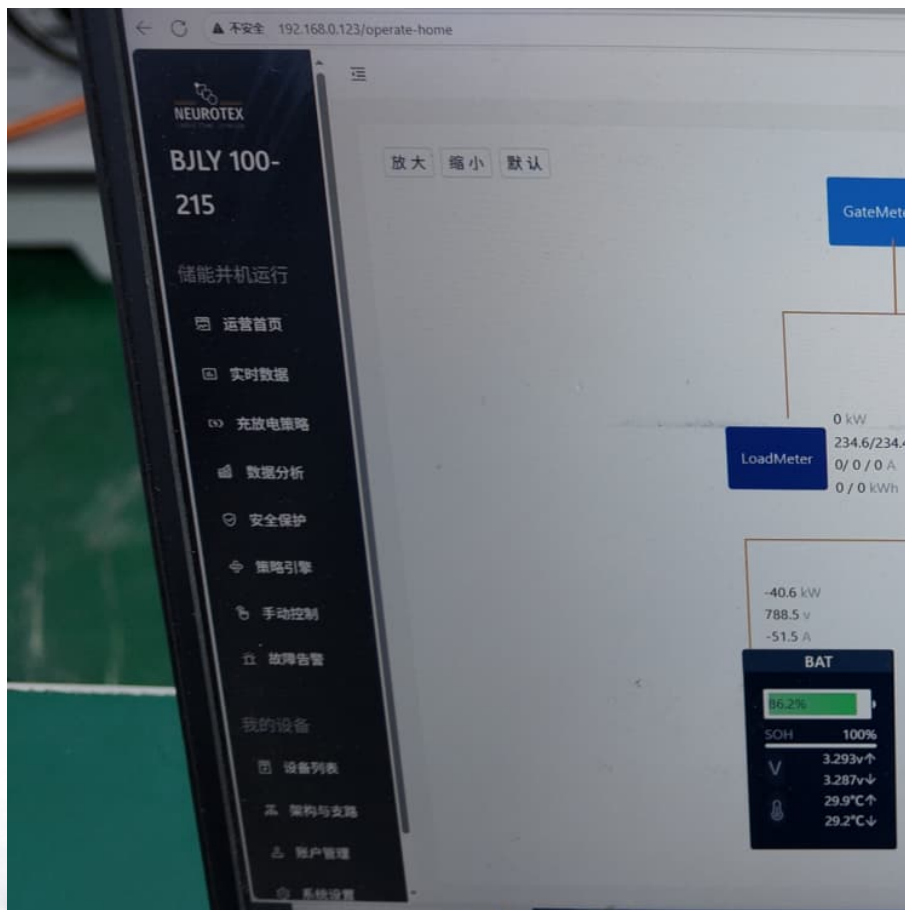 不安全 192.168.0.123/operate-home
NEUROTEX
BJLY 100-
215
放大 缩小 默认
GateMete
储能并机运行
运营首页
实时数据
充放电策略
数据分析
安全保护
策略引擎
手动控制
故障告警
我的设备
设备列表
架构与支路
账户管理
系统设置
LoadMeter
0 kW
234.6/234.4
0/ 0 / 0 A
0 / 0 kWh
-40.6 kW
788.5 v
-51.5 A
BAT
86.2%
SOH 100%
V 3.293v↑
3.287v↓
29.9°C↑
29.2°C↓